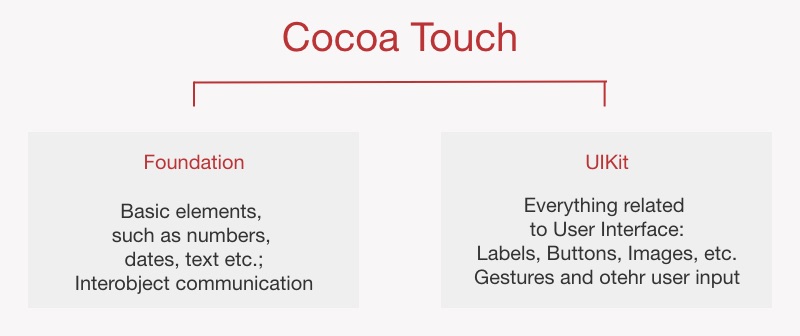 Cocoa Touch
Foundation
Basic elements,
such as numbers,
dates, text etc.;
Interobject communication
UIKit
Everything related
to User Interface:
Labels, Buttons, Images, etc.
Gestures and otehr user input